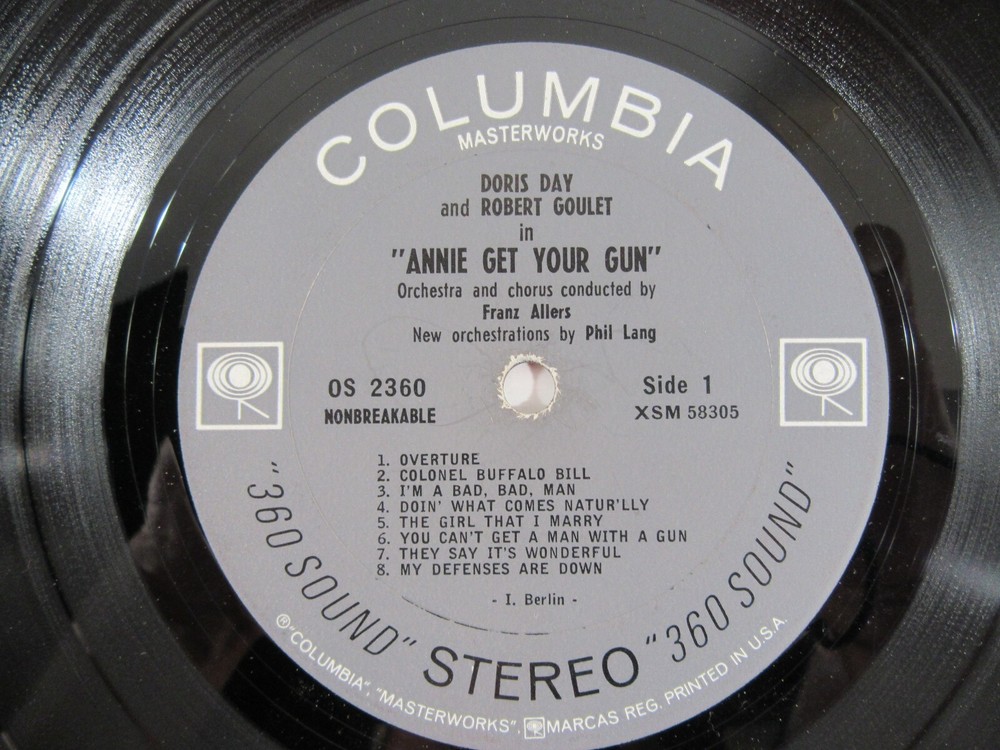 COLUMBIA
MASTERWORKS
DORIS DAY
and ROBERT GOULET
in
"ANNIE GET YOUR GUN"
Orchestra and chorus conducted by
Franz Allers
New orchestrations by Phil Lang
OS 2360
NONBREAKABLE
Side 1
XSM 58305
1. OVERTURE
2. COLONEL BUFFALO BILL
3. I'M A BAD, BAD, MAN
4. DOIN' WHAT COMES NATUR'LLY
5. THE GIRL THAT I MARRY
6. YOU CAN'T GET A MAN WITH A GUN
7. THEY SAY IT'S WONDERFUL
8. MY DEFENSES ARE DOWN
- I. Berlin -
"360 SOUND" STEREO "360 SOUND"
® "COLUMBIA", "MASTERWORKS", MARCAS REG. PRINTED IN U.S.A.